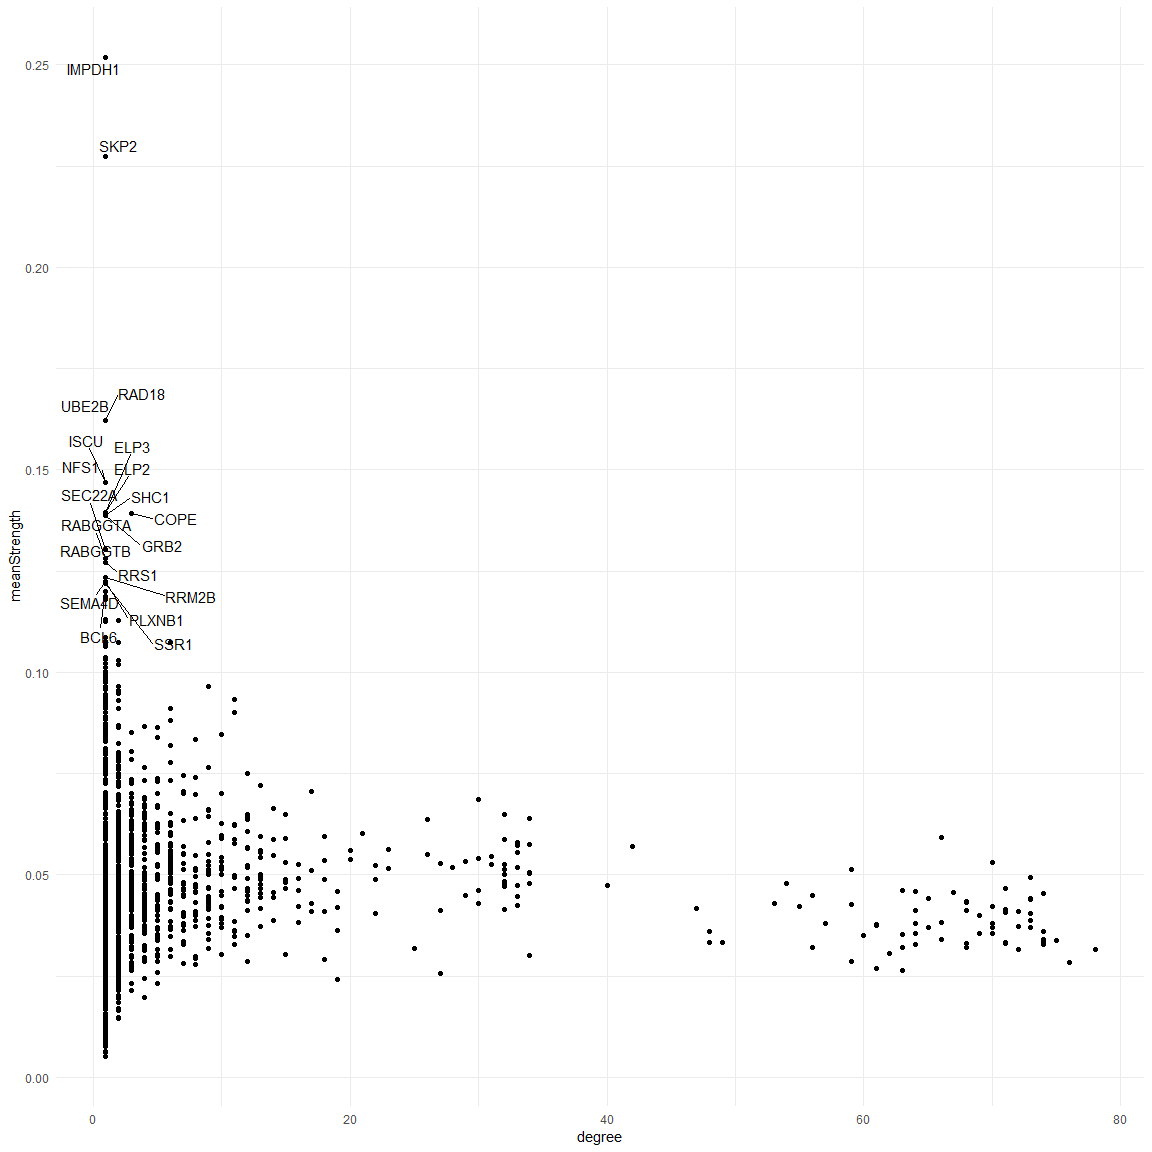 0.25
IMPDH1
SKP2
0.20
RAD18
UBE2B
ISCU
ELP3
NFS1
ELP2
0.15
SEC22A
SHC1
COPE
RABGGTA
GRB2
RABGGTB
RRS1
RRM2B
SEMA4D
PLXNB1
BCL6
SSR1
0.10
0.05
0.00
meanStrength
0
20
40
60
80
degree